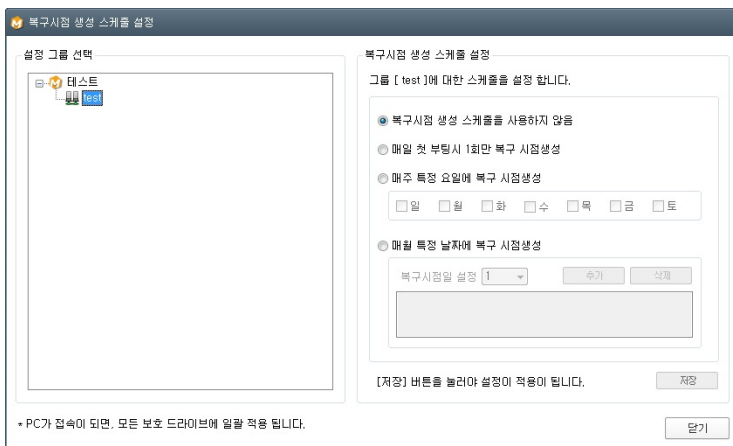 복구시점 생성 스케줄 설정
설정 그룹 선택
테스트
test
복구시점 생성 스케줄 설정
그룹 [ test ]에 대한 스케줄을 설정 합니다.
복구시점 생성 스케줄을 사용하지 않음
매일 첫 부팅시 1회만 복구 시점생성
매주 특정 요일에 복구 시점생성
일 월 화 수 목 금 토
매월 특정 날짜에 복구 시점생성
복구시점일 설정 1 추가 삭제
[저장] 버튼을 눌러야 설정이 적용이 됩니다. 저장
* PC가 접속이 되면, 모든 보호 드라이브에 일괄 적용 됩니다.
닫기